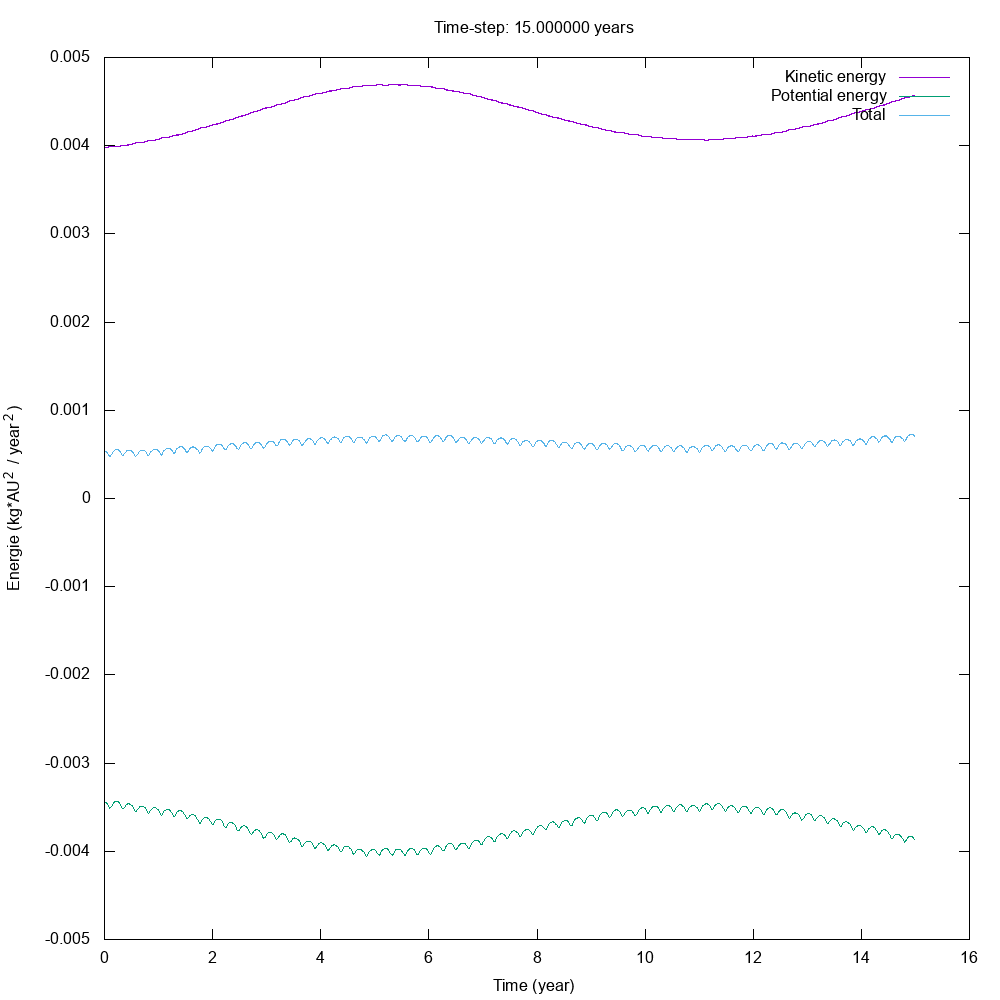 Time-step: 15.000000 years
Kinetic energy
Potential energy
Total
0.005
0.004
0.003
0.002
0.001
0
-0.001
-0.002
-0.003
-0.004
-0.005
Energie (kg*AU² / year²)
0 2 4 6 8 10 12 14 16
Time (year)